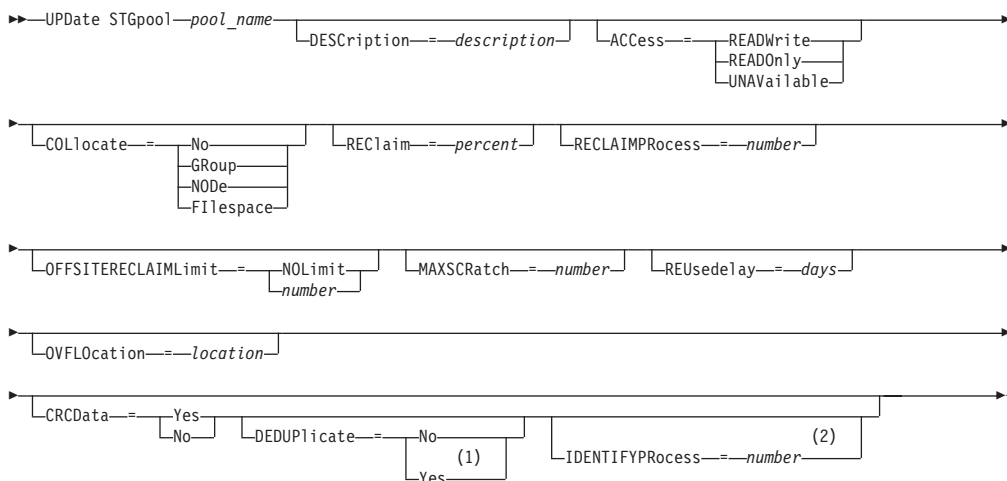 UPDate STGpool pool_name
DESCription = description
ACCess = READWrite
READOnly
UNAVailable
COLlocate = No
GRoup
NODe
FIlespace
REClaim = percent
RECLAIMPRocess = number
OFFSITERECLAIMLimit = NOLimit
number
MAXSCRatch = number
REUsedelay = days
OVFLOcation = location
CRCData = Yes
No
DEDUPlicate = No
(1)
Yes
(2)
IDENTIFYPRocess = number